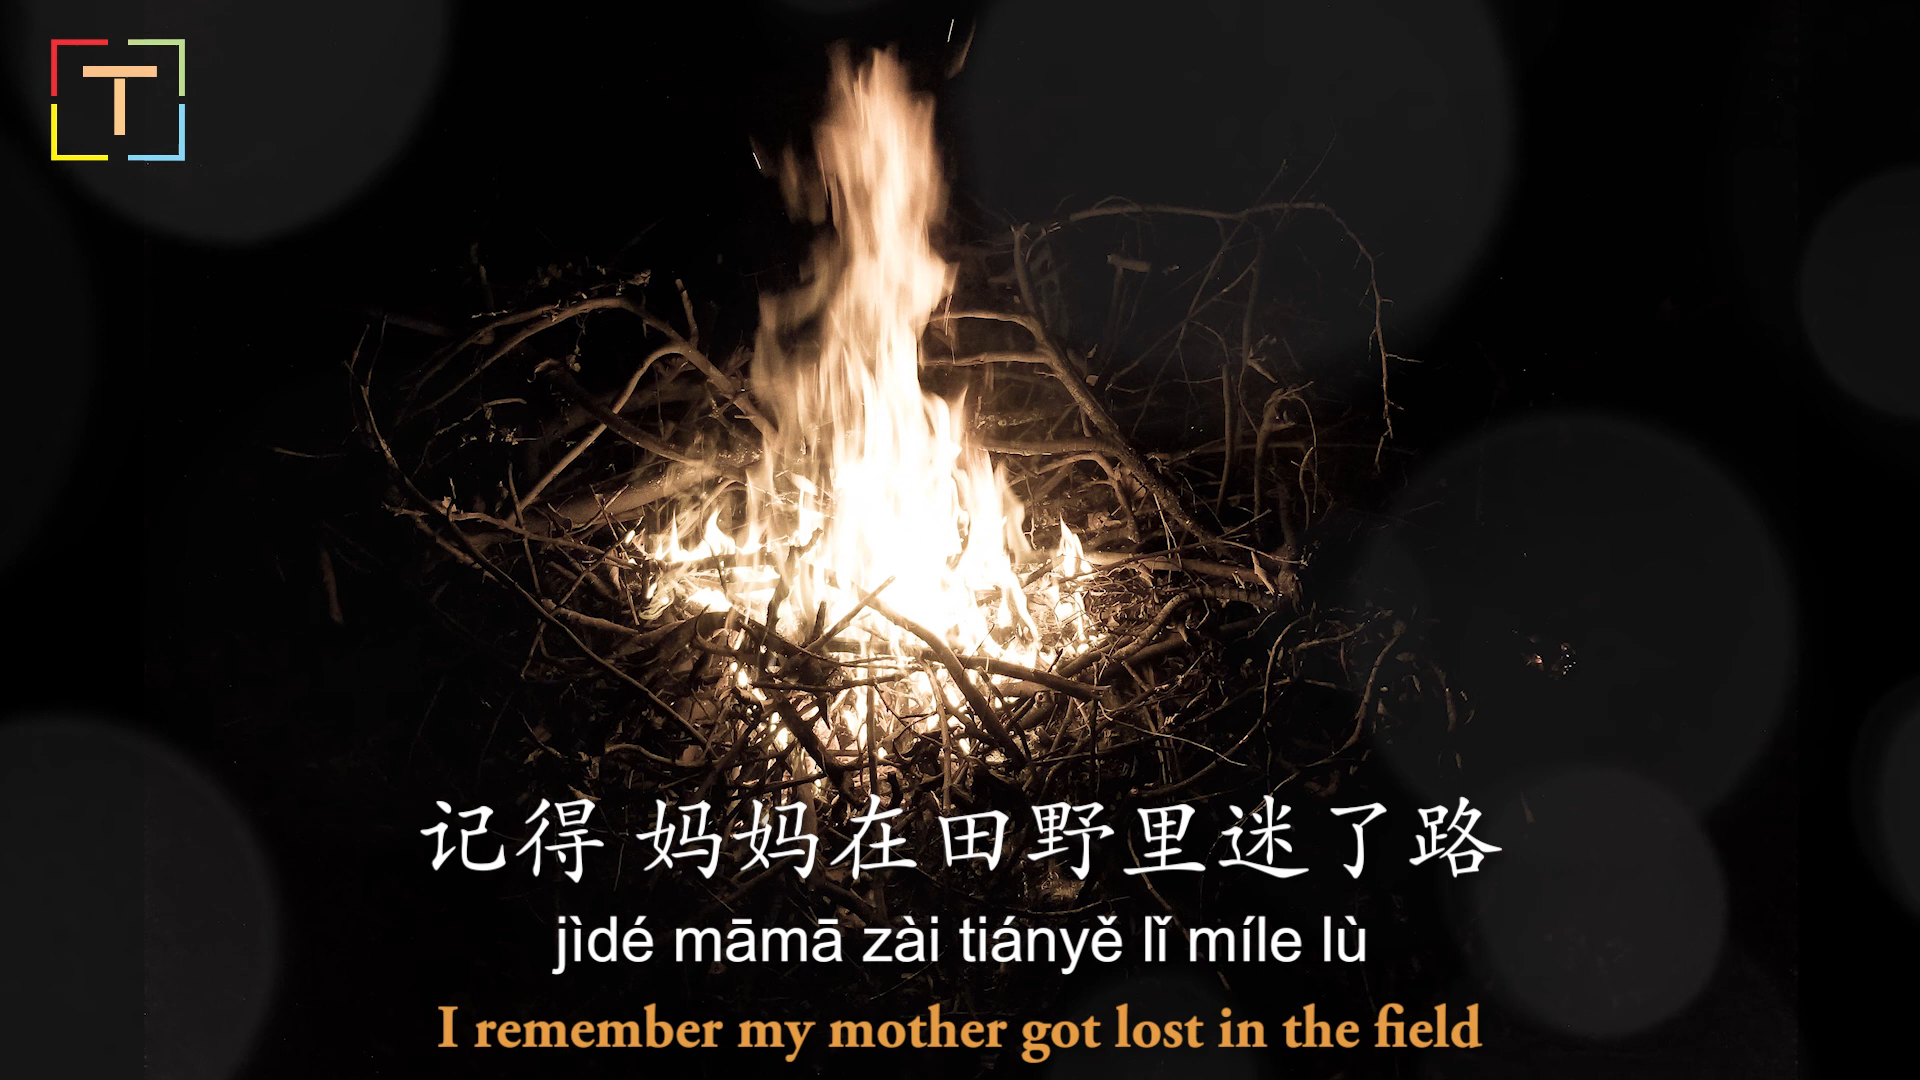 T
记得 妈妈在田野里迷了路
jìdé māmā zài tiányě lǐ míle lù
I remember my mother got lost in the field